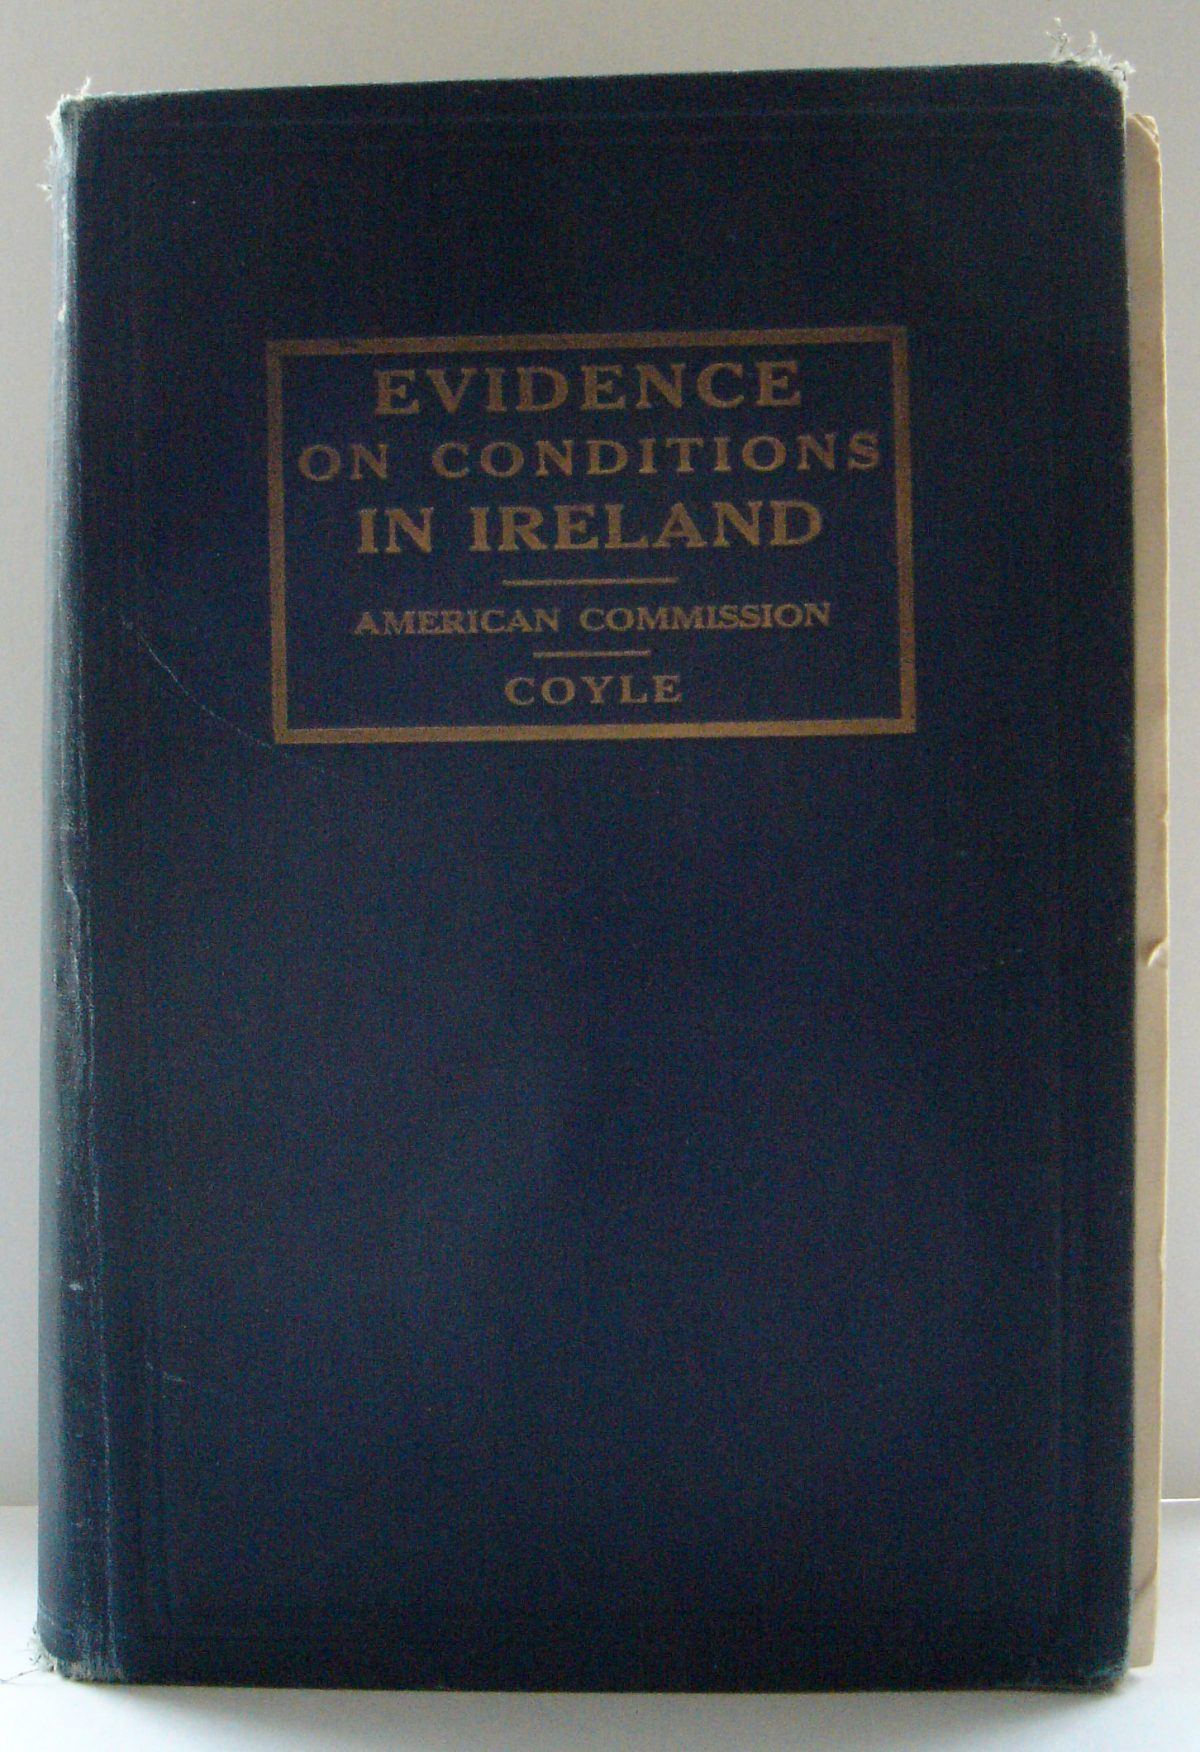 EVIDENCE
ON CONDITIONS
IN IRELAND
AMERICAN COMMISSION
COYLE